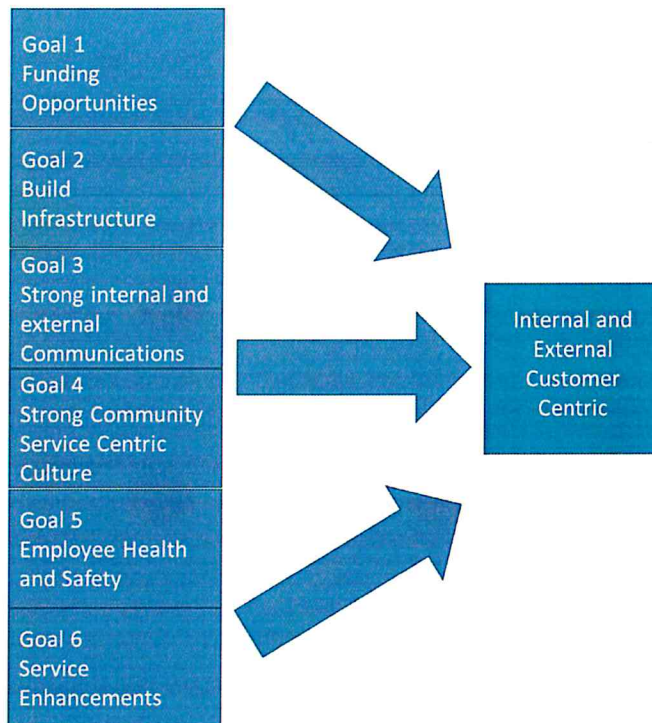 Goal 1
Funding
Opportunities
Goal 2
Build
Infrastructure
Goal 3
Strong internal and
external
Communications
Goal 4
Strong Community
Service Centric
Culture
Goal 5
Employee Health
and Safety
Goal 6
Service
Enhancements
Internal and
External
Customer
Centric